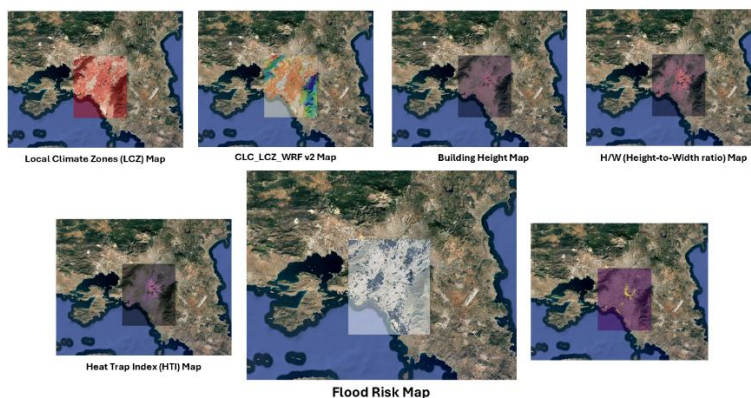 Local Climate Zones (LCZ) Map
CLC_LCZ_WRF v2 Map
Building Height Map
H/W (Height-to-Width ratio) Map
Heat Trap Index (HTI) Map
Flood Risk Map